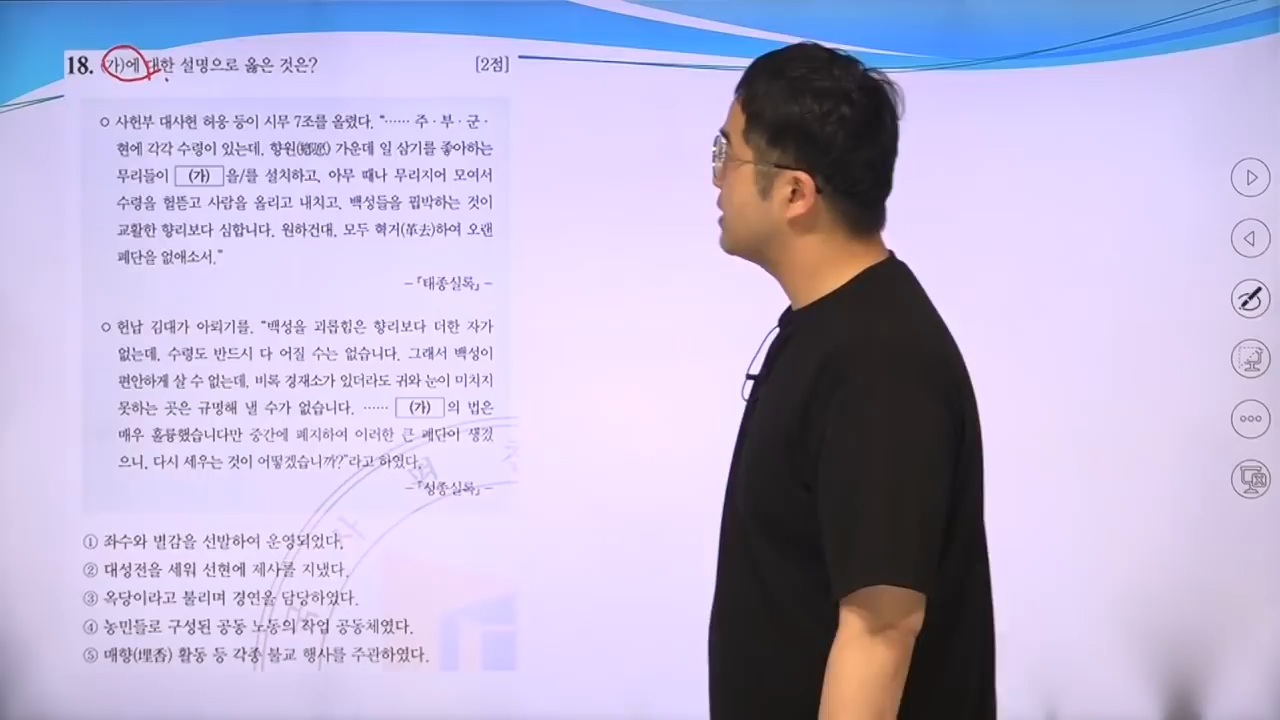 18. (가)에 대한 설명으로 옳은 것은? [2점]
○ 사헌부 대사헌 허응 등이 시무 7조를 올렸다. "…… 주·부·군·
현에 각각 수령이 있는데, 향원(鄕愿) 가운데 일 삼기를 좋아하는
무리들이 (가) 을/를 설치하고, 아무 때나 무리지어 모여서
수령을 헐뜯고 사람을 올리고 내치고, 백성들을 핍박하는 것이
교활한 향리보다 심합니다. 원하건대, 모두 혁거(革去)하여 오랜
폐단을 없애소서."
-『태종실록』-
○ 헌납 김대가 아뢰기를, "백성을 괴롭힘은 향리보다 더한 자가
없는데, 수령도 반드시 다 어질 수는 없습니다. 그래서 백성이
편안하게 살 수 없는데, 비록 경재소가 있더라도 귀와 눈이 미치지
못하는 곳은 규명해 낼 수가 없습니다. …… (가) 의 법은
매우 훌륭했습니다만 중간에 폐지하여 이러한 큰 폐단이 생겼
으니, 다시 세우는 것이 어떻겠습니까?"라고 하였다.
-『성종실록』-
① 좌수와 별감을 선발하여 운영되었다.
② 대성전을 세워 선현에 제사를 지냈다.
③ 옥당이라고 불리며 경연을 담당하였다.
④ 농민들로 구성된 공동 노동의 작업 공동체였다.
⑤ 매향(埋香) 활동 등 각종 불교 행사를 주관하였다.